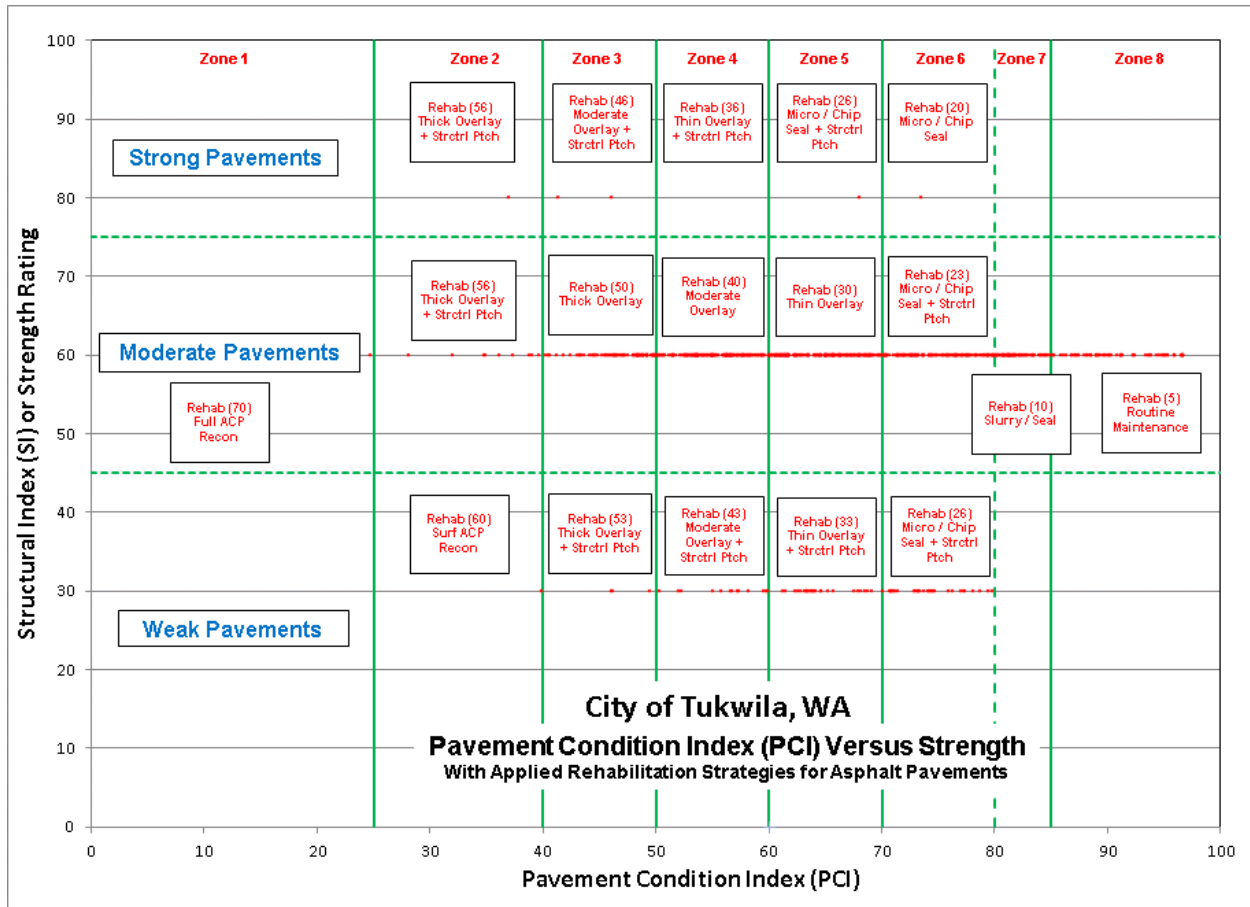 Structural Index (SI) or Strength Rating
100
90
80
70
60
50
40
30
20
10
0
Zone 1
Zone 2
Zone 3
Zone 4
Zone 5
Zone 6
Zone 7
Zone 8
Strong Pavements
Rehab (56)
Thick Overlay
+ Strctrl Ptch
Rehab (46)
Moderate
Overlay +
Strctrl Ptch
Rehab (36)
Thin Overlay
+ Strctrl Ptch
Rehab (26)
Micro / Chip
Seal + Strctrl
Ptch
Rehab (20)
Micro / Chip
Seal
Moderate Pavements
Rehab (56)
Thick Overlay
+ Strctrl Ptch
Rehab (50)
Thick Overlay
Rehab (40)
Moderate
Overlay
Rehab (30)
Thin Overlay
Rehab (23)
Micro / Chip
Seal + Strctrl
Ptch
Rehab (70)
Full ACP
Recon
Rehab (10)
Slurry / Seal
Rehab (5)
Routine
Maintenance
Rehab (60)
Surf ACP
Recon
Rehab (53)
Thick Overlay
+ Strctrl Ptch
Rehab (43)
Moderate
Overlay +
Strctrl Ptch
Rehab (33)
Thin Overlay
+ Strctrl Ptch
Rehab (26)
Micro / Chip
Seal + Strctrl
Ptch
Weak Pavements
City of Tukwila, WA
Pavement Condition Index (PCI) Versus Strength
With Applied Rehabilitation Strategies for Asphalt Pavements
0 10 20 30 40 50 60 70 80 90 100
Pavement Condition Index (PCI)